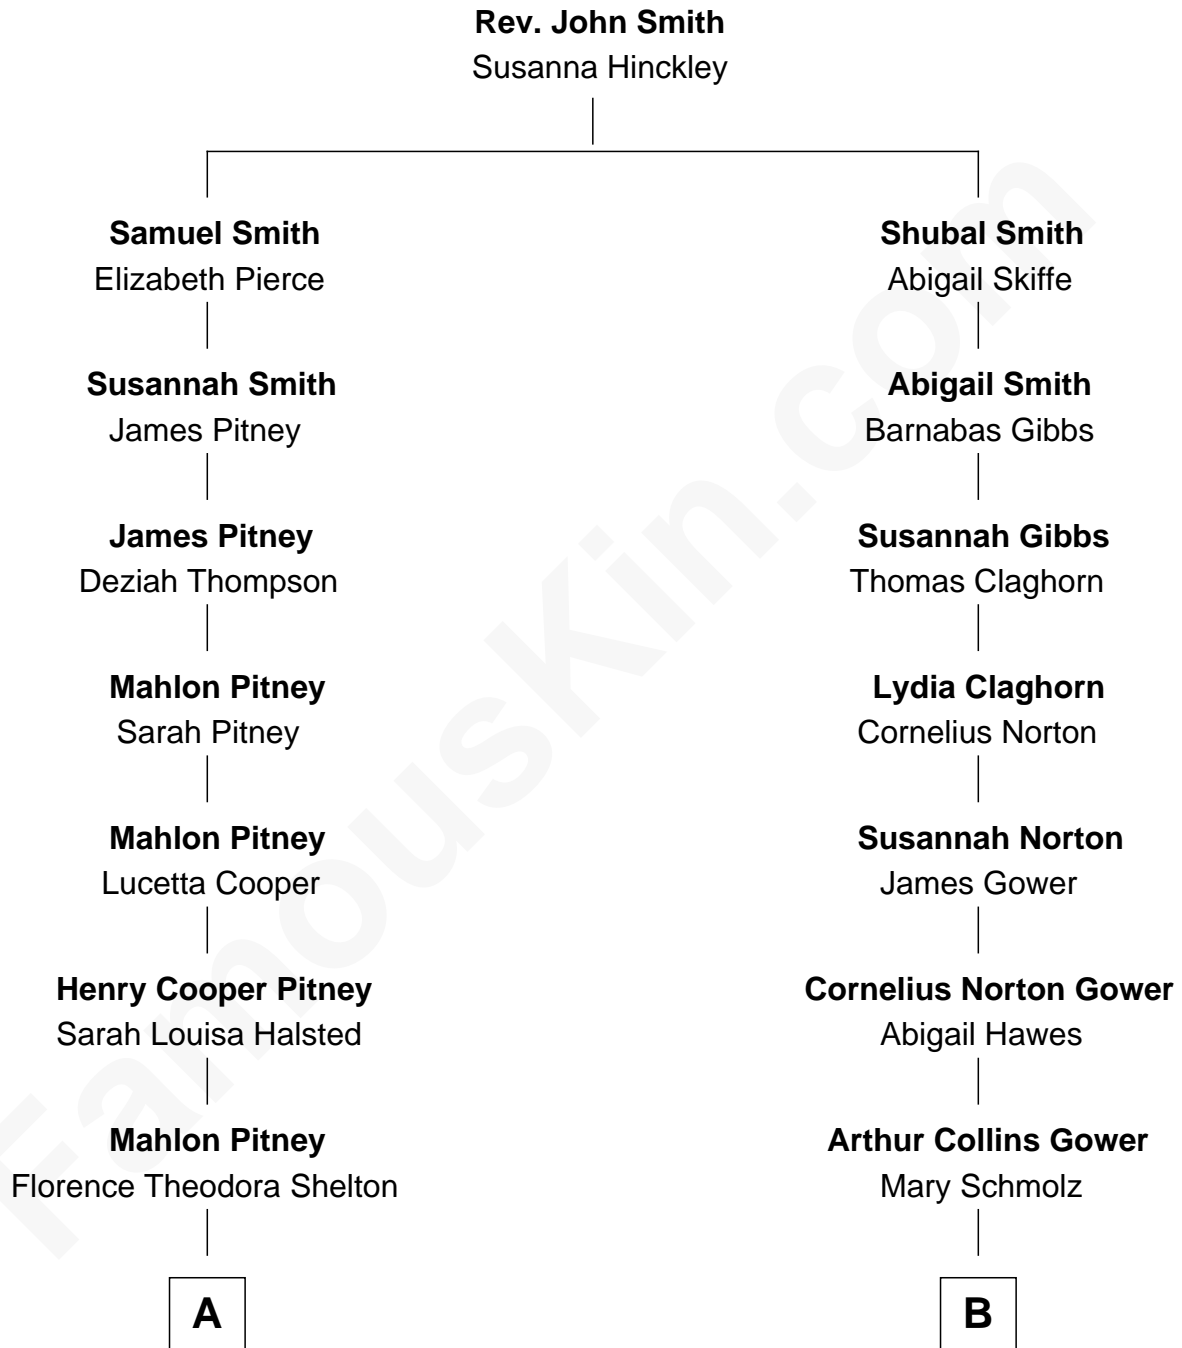 Rev. John Smith
Susanna Hinckley
Samuel Smith
Elizabeth Pierce
Shubal Smith
Abigail Skiffe
Susannah Smith
James Pitney
Abigail Smith
Barnabas Gibbs
James Pitney
Deziah Thompson
Susannah Gibbs
Thomas Claghorn
Mahlon Pitney
Sarah Pitney
Lydia Claghorn
Cornelius Norton
Mahlon Pitney
Lucetta Cooper
Susannah Norton
James Gower
Henry Cooper Pitney
Sarah Louisa Halsted
Cornelius Norton Gower
Abigail Hawes
Mahlon Pitney
Florence Theodora Shelton
Arthur Collins Gower
Mary Schmolz
A
B
FamousKin.com